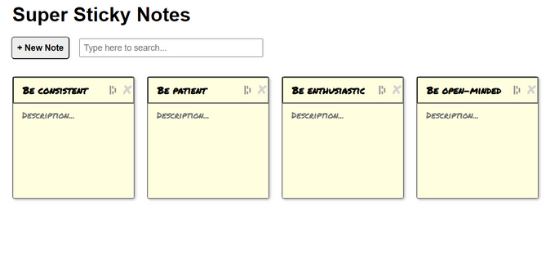 Super Sticky Notes
+ New Note
Type here to search...
Be consistent
Be patient
Be enthusiastic
Be open-minded
Description...
Description...
Description...
Description...